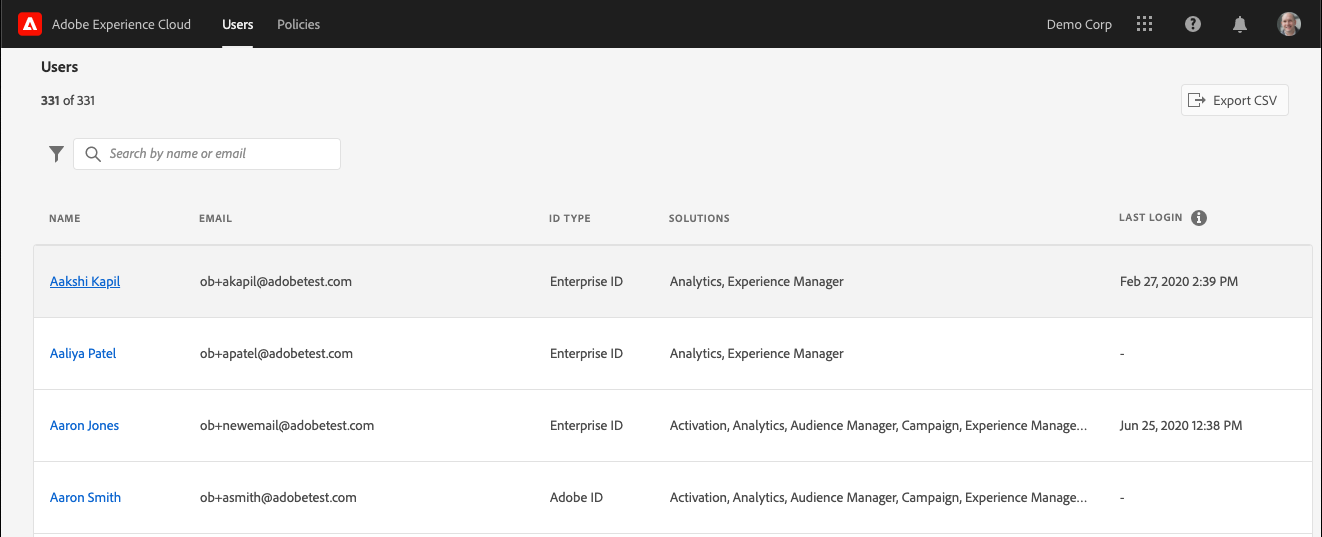 Adobe Experience Cloud Users Policies Demo Corp
Users
331 of 331
Export CSV
Search by name or email
NAME EMAIL ID TYPE SOLUTIONS LAST LOGIN
Aakshi Kapil ob+akapil@adobetest.com Enterprise ID Analytics, Experience Manager Feb 27, 2020 2:39 PM
Aaliya Patel ob+apatel@adobetest.com Enterprise ID Analytics, Experience Manager -
Aaron Jones ob+newemail@adobetest.com Enterprise ID Activation, Analytics, Audience Manager, Campaign, Experience Manage... Jun 25, 2020 12:38 PM
Aaron Smith ob+asmith@adobetest.com Adobe ID Activation, Analytics, Audience Manager, Campaign, Experience Manage... -